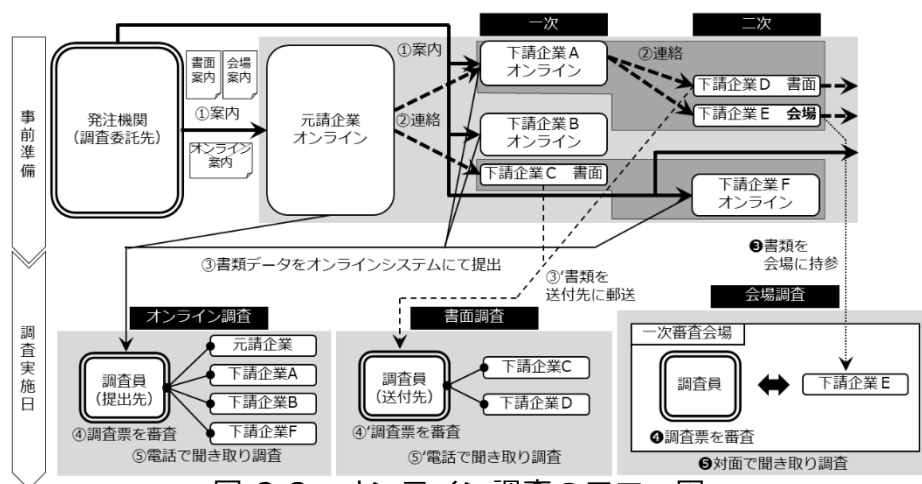 一次
二次
書面
案内
会場
案内
①案内
オンライン
案内
発注機関
(調査委託先)
元請企業
オンライン
①案内
②連絡
下請企業A
オンライン
下請企業B
オンライン
下請企業C 書面
②連絡
下請企業D 書面
下請企業E 会場
下請企業F
オンライン
事前準備
③書類データをオンラインシステムにて提出
③'書類を
送付先に郵送
❸書類を
会場に持参
調査実施日
オンライン調査
調査員
(提出先)
元請企業
下請企業A
下請企業B
下請企業F
④調査票を審査
⑤電話で聞き取り調査
書面調査
調査員
(送付先)
下請企業C
下請企業D
④'調査票を審査
⑤'電話で聞き取り調査
会場調査
一次審査会場
調査員
下請企業E
❹調査票を審査
❺対面で聞き取り調査